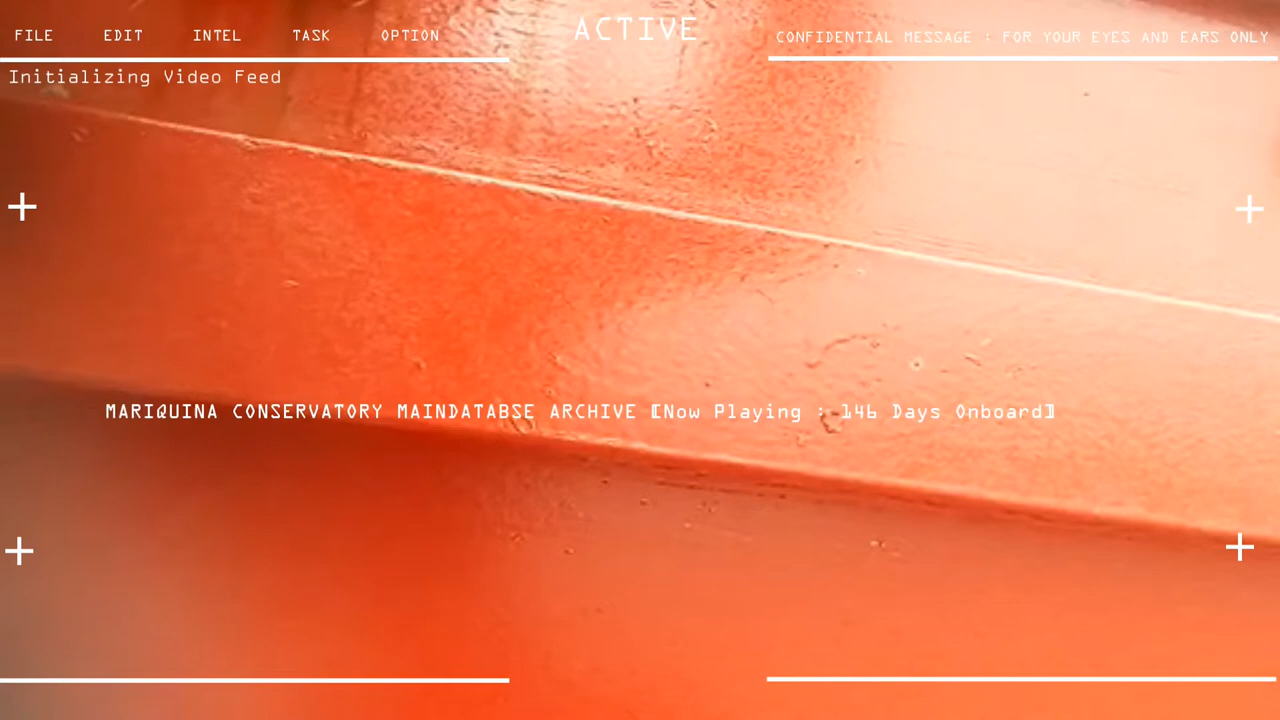 FILE EDIT INTEL TASK OPTION
ACTIVE
CONFIDENTIAL MESSAGE : FOR YOUR EYES AND EARS ONLY
Initializing Video Feed
MARIQUINA CONSERVATORY MAINDATABSE ARCHIVE [Now Playing : 146 Days Onboard]